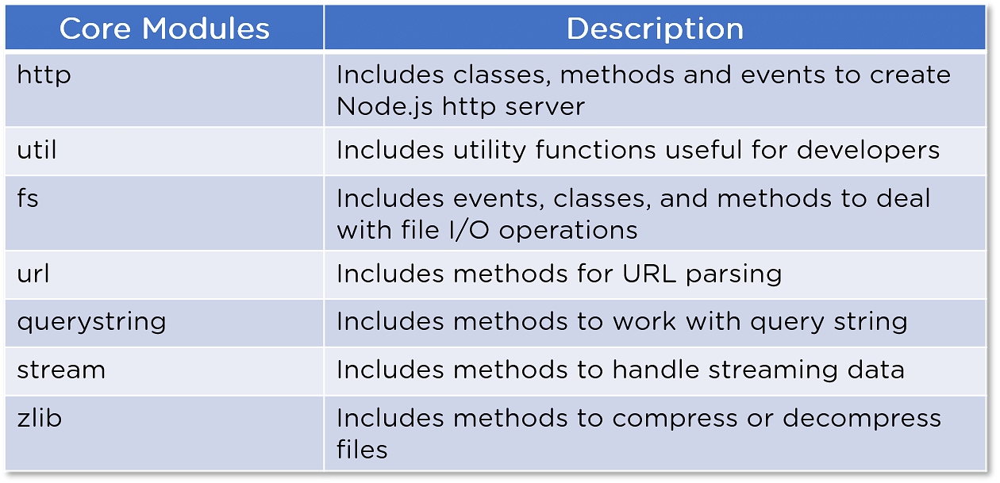 Core Modules Description
http Includes classes, methods and events to create
Node.js http server
util Includes utility functions useful for developers
fs Includes events, classes, and methods to deal
with file I/O operations
url Includes methods for URL parsing
querystring Includes methods to work with query string
stream Includes methods to handle streaming data
zlib Includes methods to compress or decompress
files